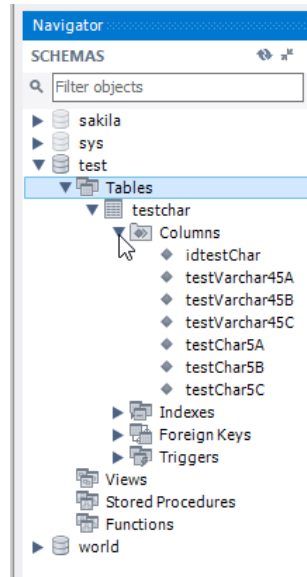 Navigator
SCHEMAS
Filter objects
sakila
sys
test
Tables
testchar
Columns
idtestChar
testVarchar45A
testVarchar45B
testVarchar45C
testChar5A
testChar5B
testChar5C
Indexes
Foreign Keys
Triggers
Views
Stored Procedures
Functions
world